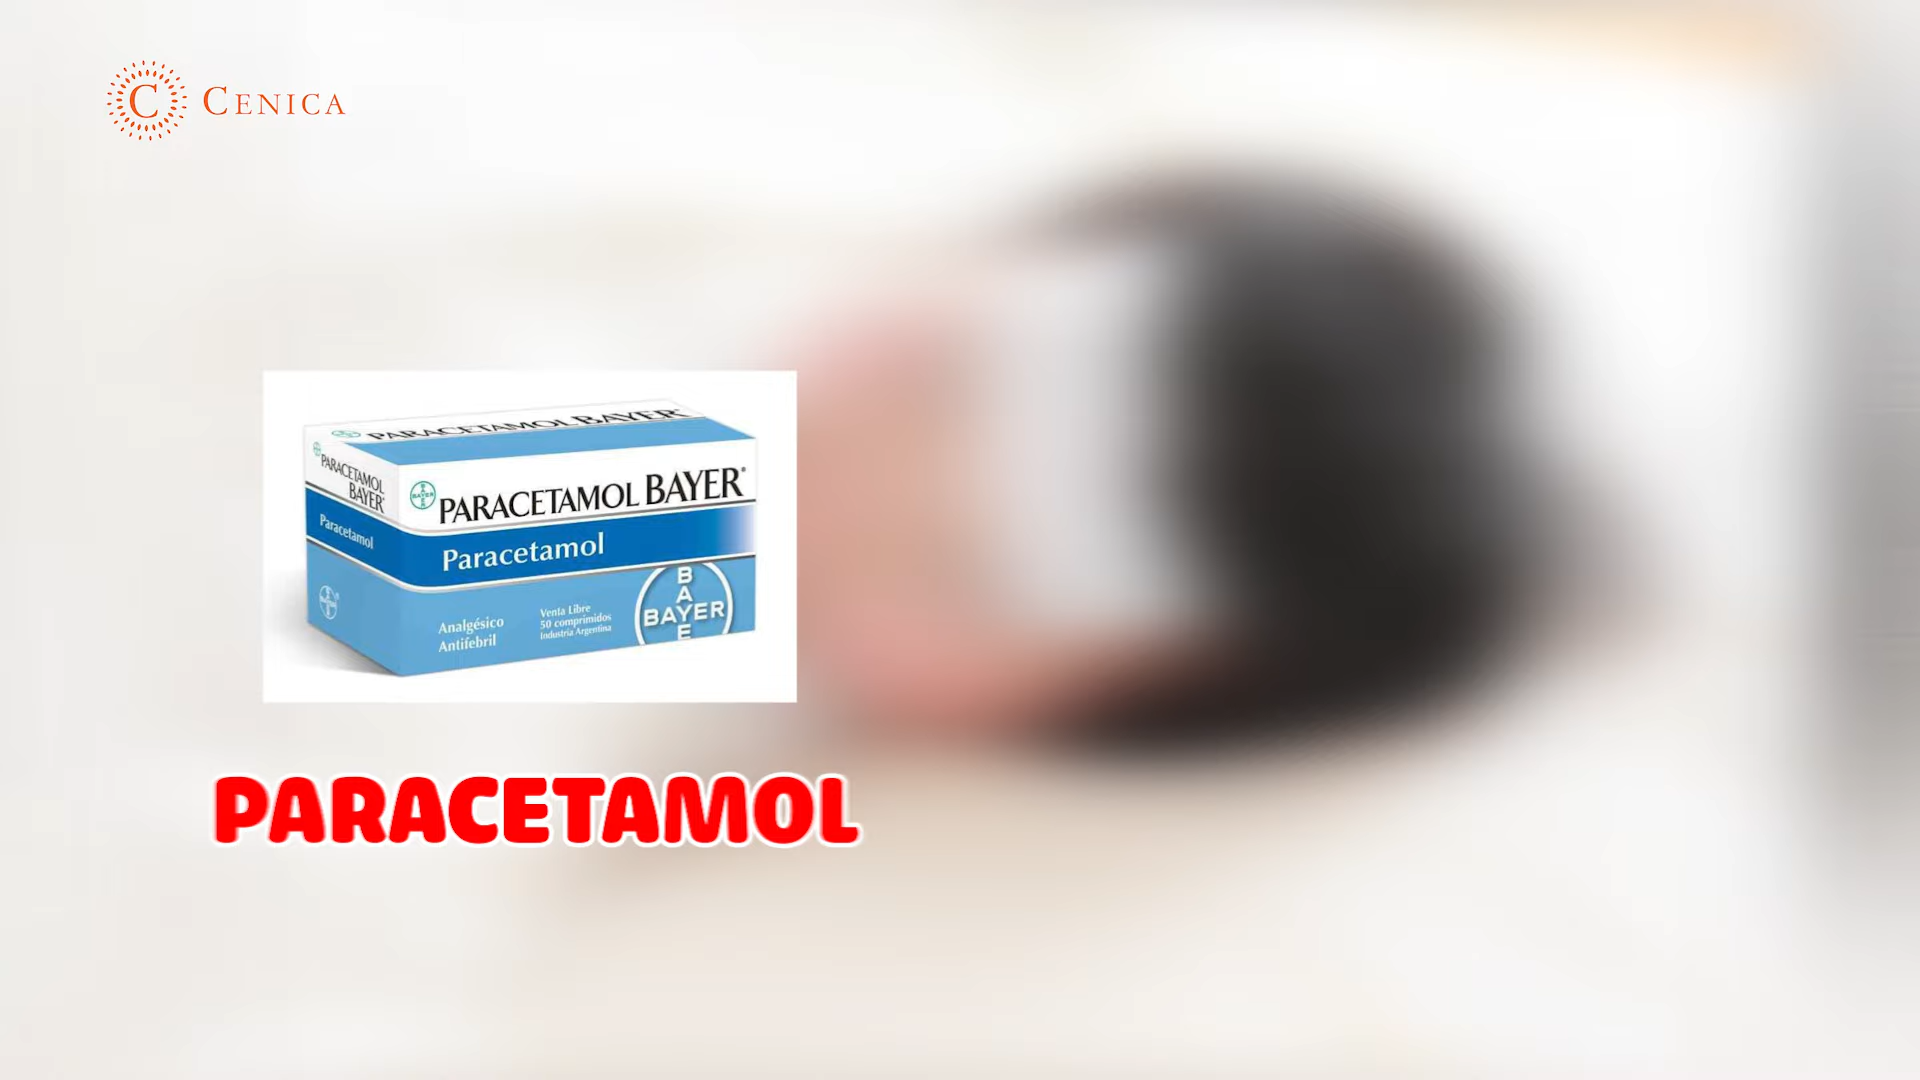 C CENICA
PARACETAMOL BAYER
PARACETAMOL
BAYER
Paracetamol
BAYER
PARACETAMOL BAYER®
Paracetamol
Analgésico
Antifebril
Venta Libre
50 comprimidos
Industria Argentina
BAYER
BAYER
PARACETAMOL